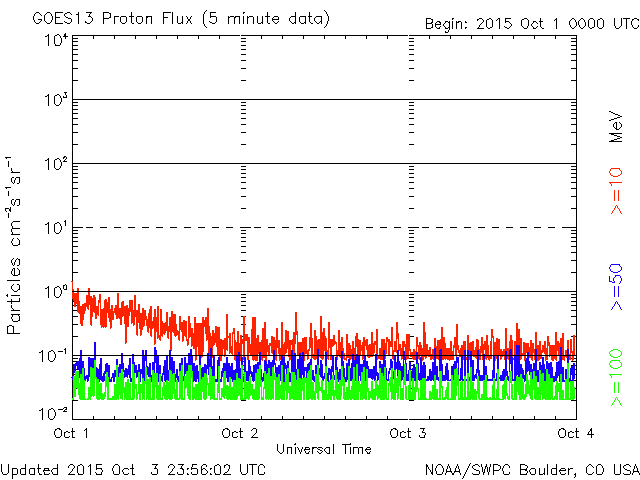 GOES13 Proton Flux (5 minute data)
Begin: 2015 Oct 1 0000 UTC
10⁴
10³
10²
10¹
10⁰
10⁻¹
10⁻²
Particles cm⁻²s⁻¹sr⁻¹
MeV
>=10
>=50
>=100
Oct 1
Oct 2
Oct 3
Oct 4
Universal Time
Updated 2015 Oct 3 23:56:02 UTC
NOAA/SWPC Boulder, CO USA